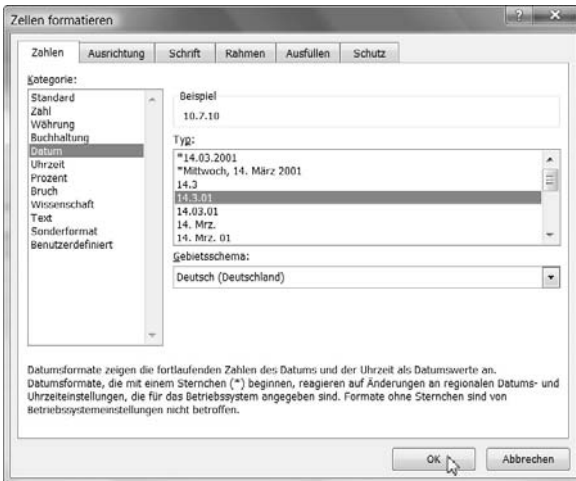 Zellen formatieren
Zahlen Ausrichtung Schrift Rahmen Ausfüllen Schutz
Kategorie:
Standard
Zahl
Währung
Buchhaltung
Datum
Uhrzeit
Prozent
Bruch
Wissenschaft
Text
Sonderformat
Benutzerdefiniert
Beispiel
10.7.10
Typ:
*14.03.2001
*Mittwoch, 14. März 2001
14.3
14.3.01
14.03.01
14. Mrz.
14. Mrz. 01
Gebietsschema:
Deutsch (Deutschland)
Datumsformate zeigen die fortlaufenden Zahlen des Datums und der Uhrzeit als Datumswerte an.
Datumsformate, die mit einem Sternchen (*) beginnen, reagieren auf Änderungen an regionalen Datums- und
Uhrzeiteinstellungen, die für das Betriebssystem angegeben sind. Formate ohne Sternchen sind von
Betriebssystemeinstellungen nicht betroffen.
OK Abbrechen